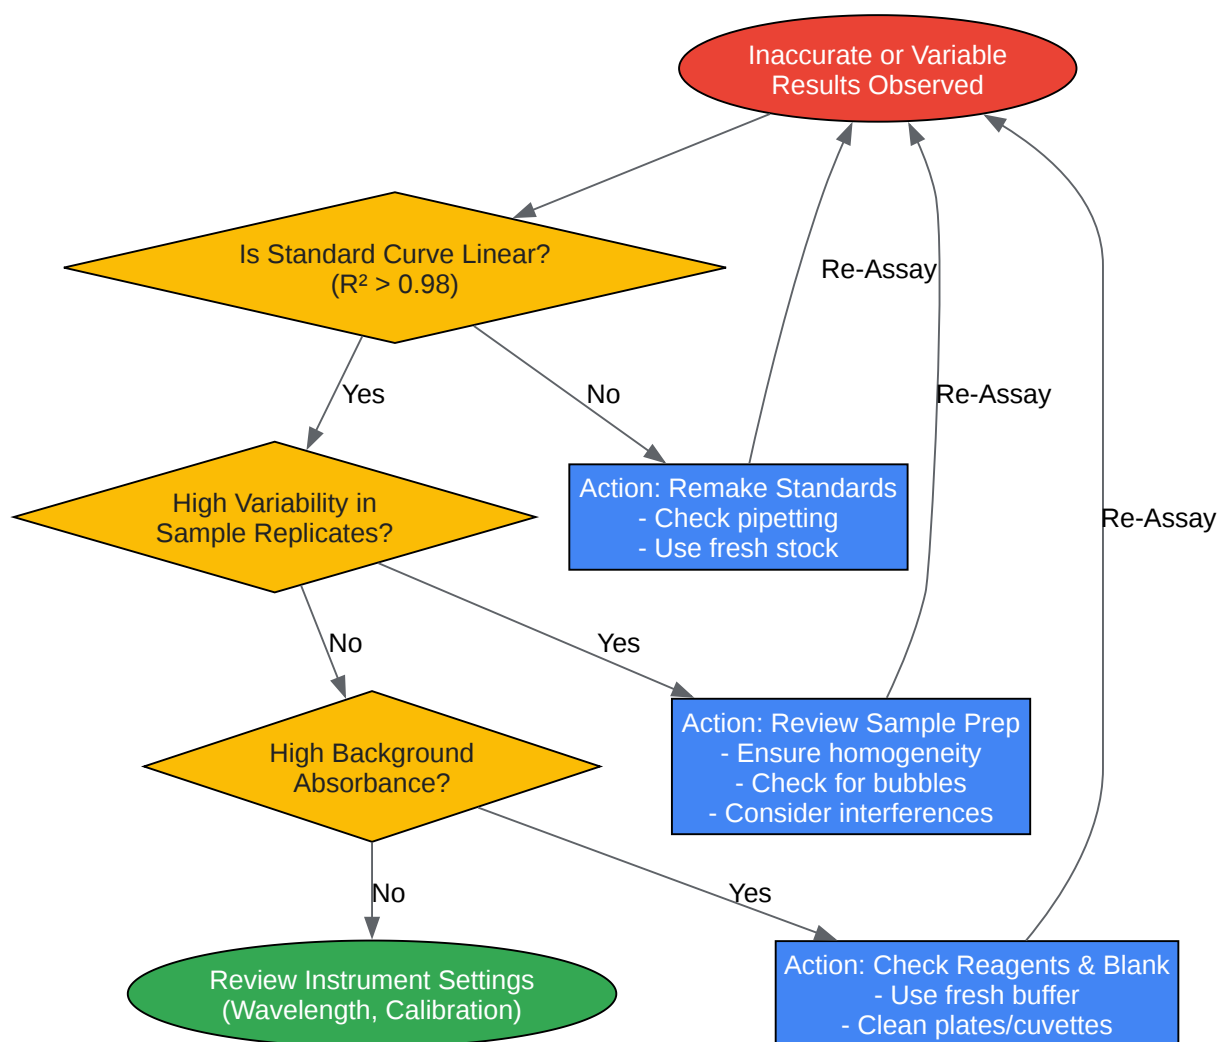 Inaccurate or Variable
Results Observed
Is Standard Curve Linear?
(R² > 0.98)
Re-Assay
Yes
No
Re-Assay
High Variability in
Sample Replicates?
Action: Remake Standards
- Check pipetting
- Use fresh stock
Re-Assay
No
Yes
High Background
Absorbance?
Action: Review Sample Prep
- Ensure homogeneity
- Check for bubbles
- Consider interferences
No
Yes
Review Instrument Settings
(Wavelength, Calibration)
Action: Check Reagents & Blank
- Use fresh buffer
- Clean plates/cuvettes